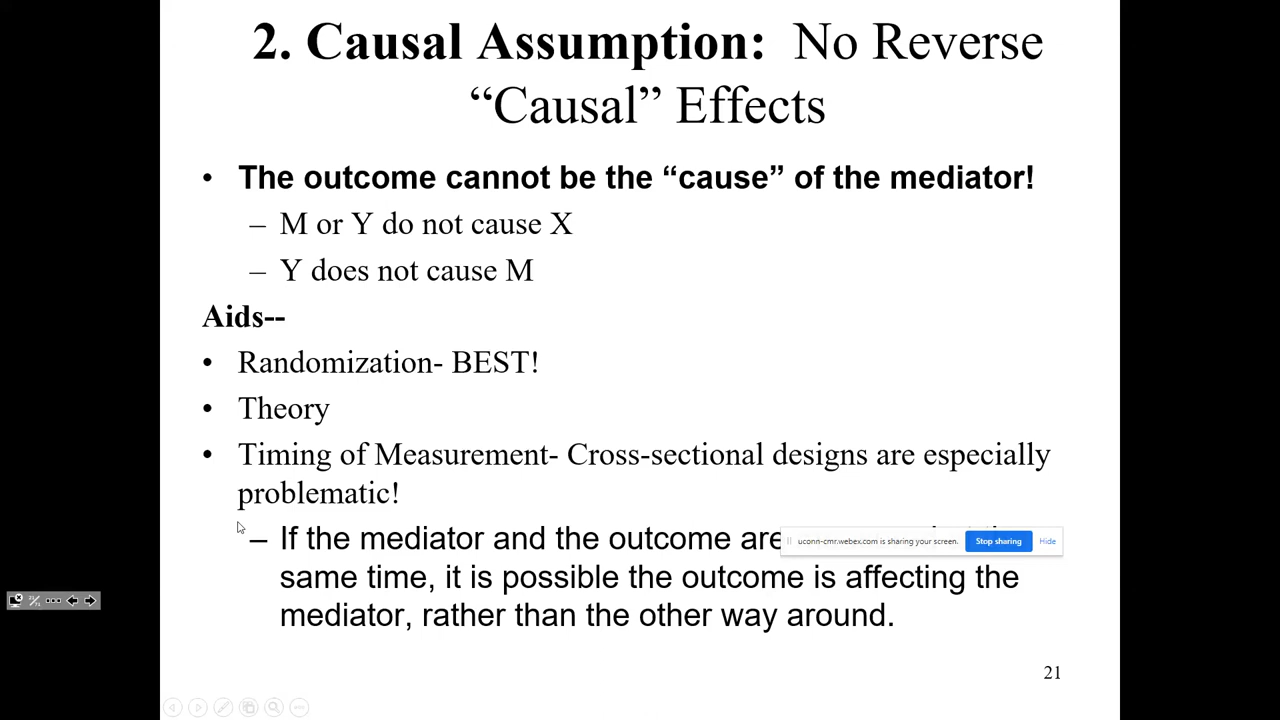 2. Causal Assumption: No Reverse
“Causal” Effects
• The outcome cannot be the “cause” of the mediator!
– M or Y do not cause X
– Y does not cause M
Aids--
• Randomization- BEST!
• Theory
• Timing of Measurement- Cross-sectional designs are especially
problematic!
– If the mediator and the outcome are
uconn-cmr.webex.com is sharing your screen. Stop sharing Hide
same time, it is possible the outcome is affecting the
mediator, rather than the other way around.
21